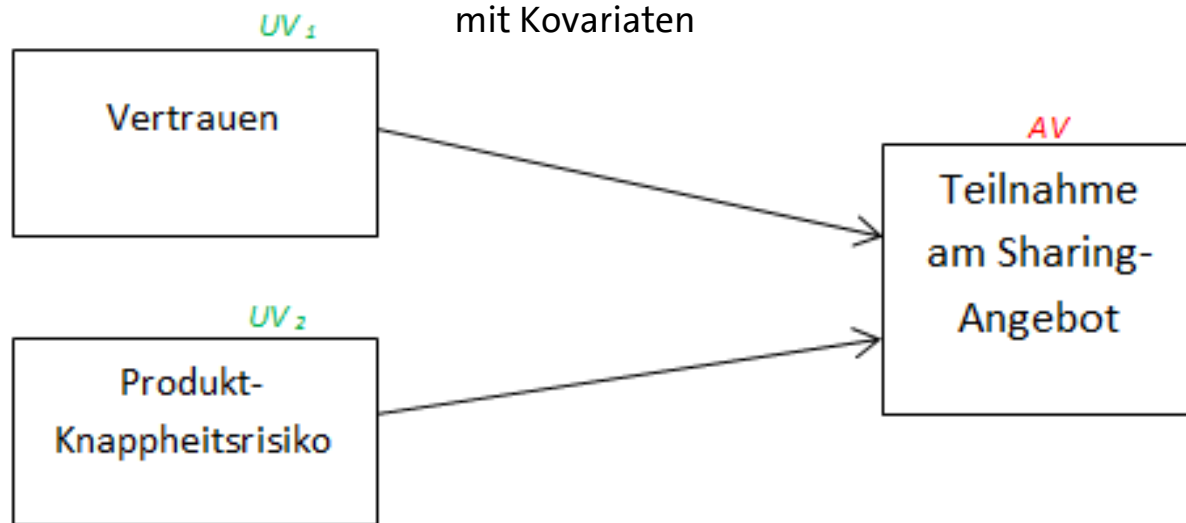 mit Kovariaten
UV 1
Vertrauen
AV
Teilnahme
am Sharing-
Angebot
UV 2
Produkt-
Knappheitsrisiko